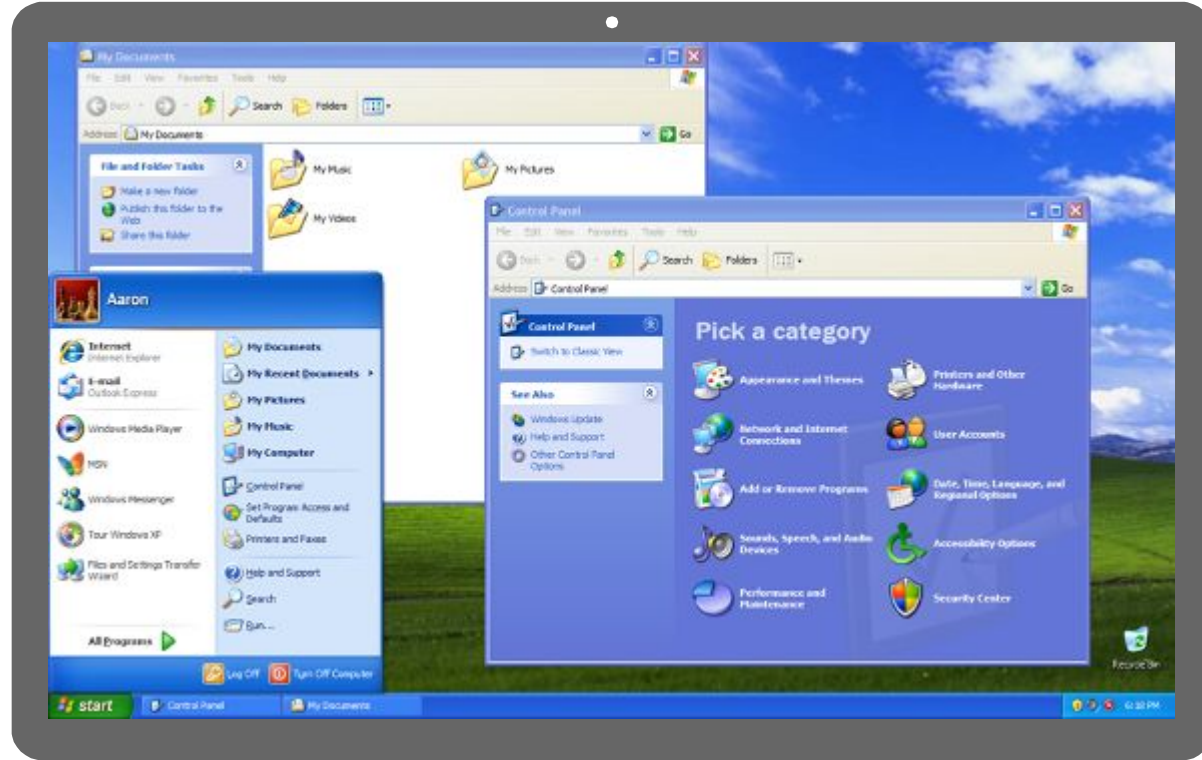 My Documents
File Edit View Favorites Tools Help
Back Search Folders
Address My Documents Go
File and Folder Tasks
Make a new folder
Publish this folder to the
Web
Share this folder
My Music
My Pictures
My Videos
Control Panel
File Edit View Favorites Tools Help
Back Search Folders
Address Control Panel Go
Control Panel
Switch to Classic View
See Also
Windows Update
Help and Support
Other Control Panel
Options
Pick a category
Appearance and Themes
Printers and Other
Hardware
Network and Internet
Connections
User Accounts
Add or Remove Programs
Date, Time, Language, and
Regional Options
Sounds, Speech, and Audio
Devices
Accessibility Options
Performance and
Maintenance
Security Center
Aaron
Internet
Internet Explorer
E-mail
Outlook Express
Windows Media Player
MSN
Windows Messenger
Tour Windows XP
Files and Settings Transfer
Wizard
All Programs
My Documents
My Recent Documents
My Pictures
My Music
My Computer
Control Panel
Set Program Access and
Defaults
Printers and Faxes
Help and Support
Search
Run...
Log Off Turn Off Computer
Recycle Bin
start Control Panel My Documents